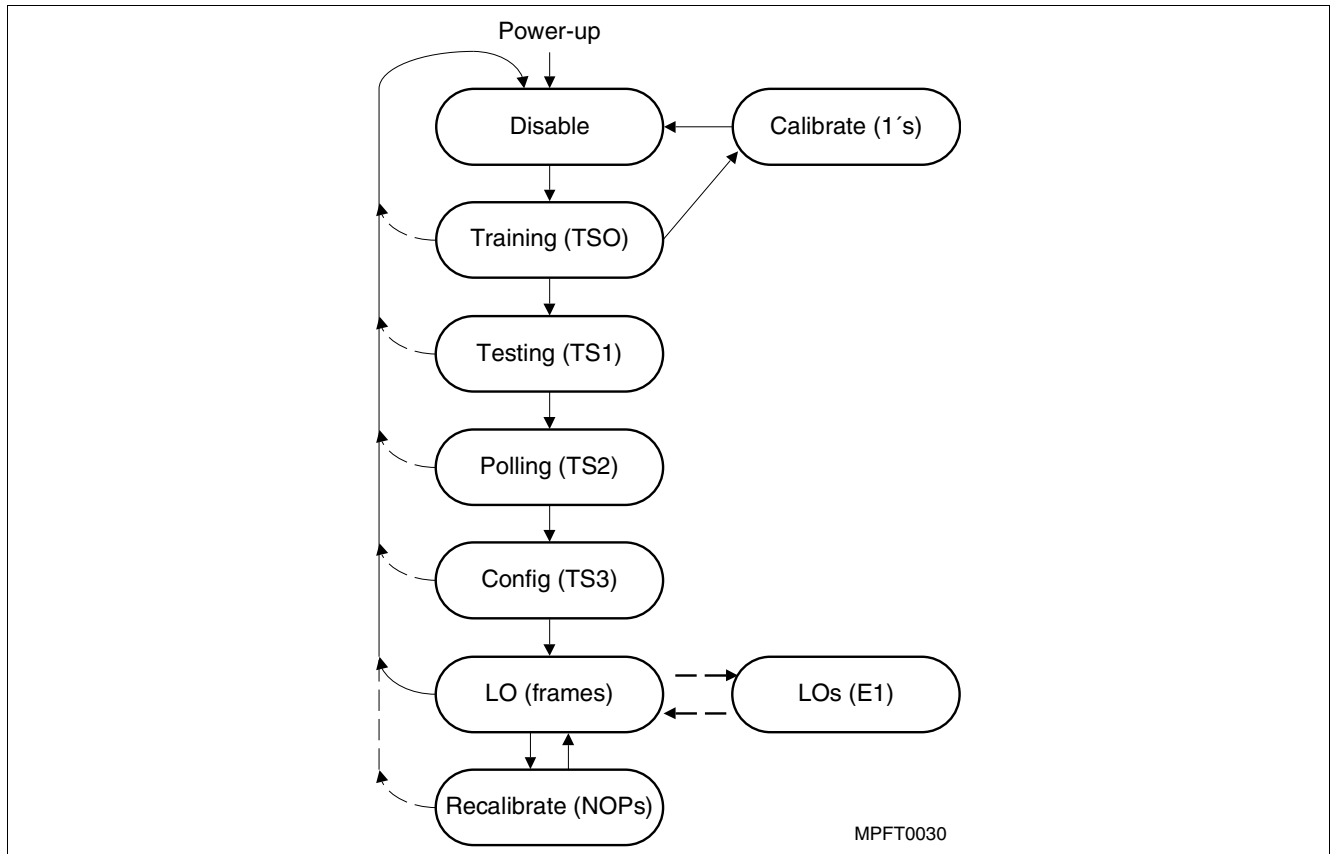 Power-up
Disable
Calibrate (1´s)
Training (TSO)
Testing (TS1)
Polling (TS2)
Config (TS3)
LO (frames)
LOs (E1)
Recalibrate (NOPs)
MPFT0030